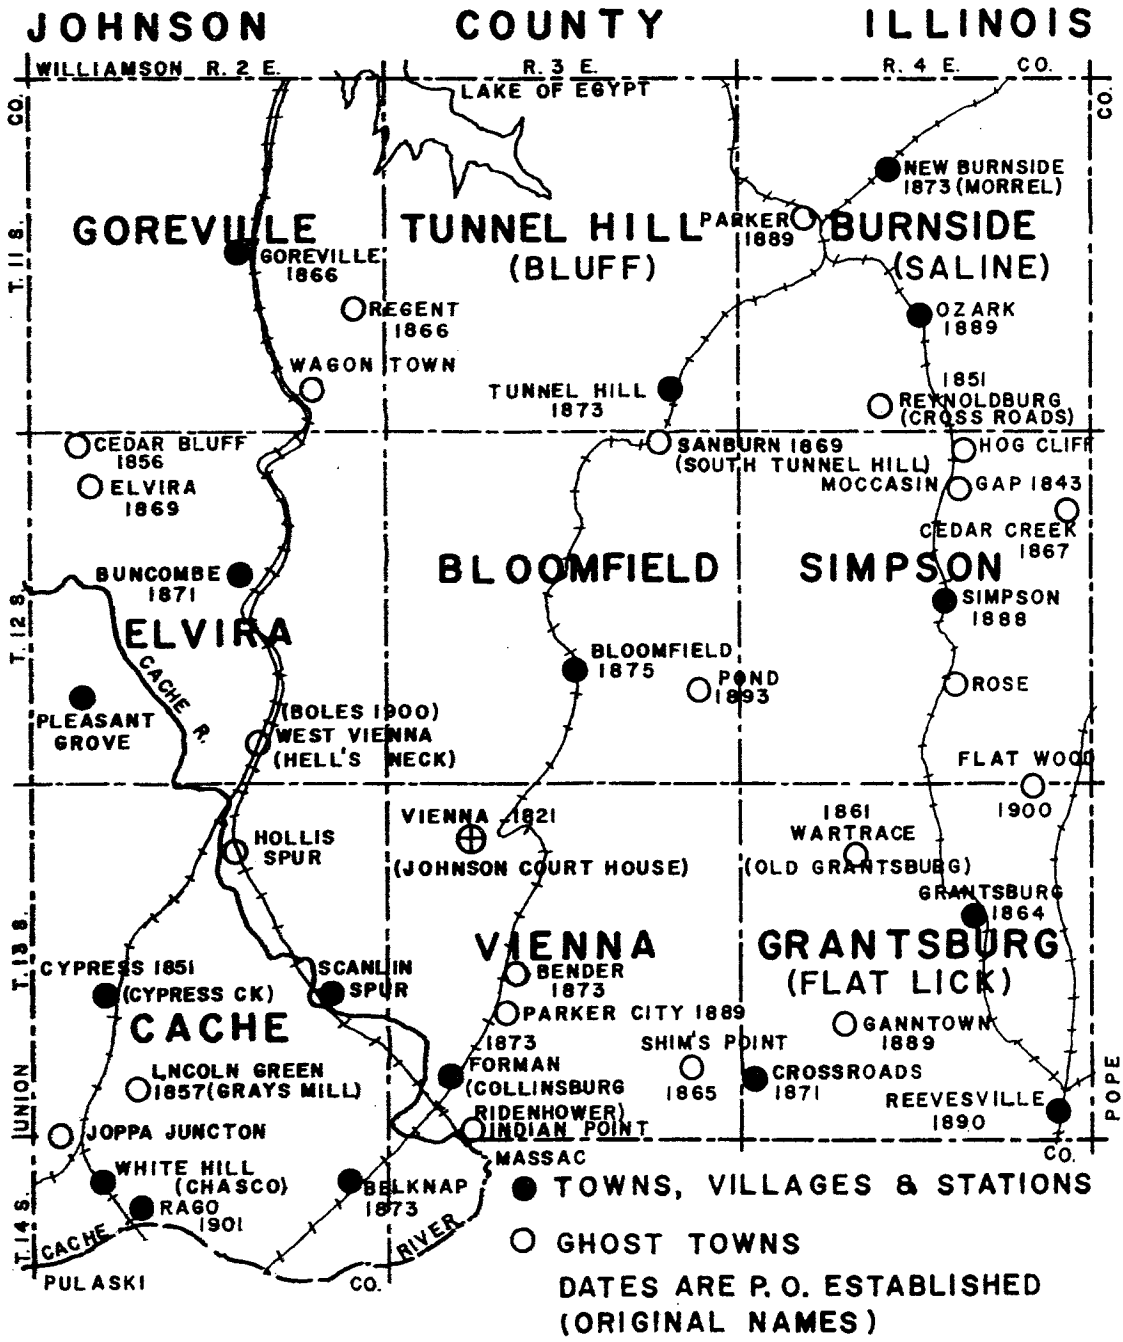 JOHNSON COUNTY ILLINOIS
WILLIAMSON R. 2 E. R. 3 E. R. 4 E. CO.
CO.
CO.
LAKE OF EGYPT
NEW BURNSIDE
1873 (MORREL)
T. 11 S.
GOREVILLE
TUNNEL HILL
(BLUFF)
PARKER
1889
BURNSIDE
(SALINE)
GOREVILLE
1866
REGENT
1866
OZARK
1889
WAGON TOWN
TUNNEL HILL
1873
1851
REYNOLDBURG
(CROSS ROADS)
CEDAR BLUFF
1856
ELVIRA
1869
SANBURN 1869
(SOUTH TUNNEL HILL)
HOG CLIFF
MOCCASIN GAP 1843
CEDAR CREEK
1867
BUNCOMBE
1871
BLOOMFIELD
SIMPSON
SIMPSON
1888
T. 12 S.
ELVIRA
CACHE R.
BLOOMFIELD
1875
POND
1893
ROSE
PLEASANT
GROVE
(BOLES 1900)
WEST VIENNA
(HELL'S NECK)
FLAT WOOD
1900
HOLLIS
SPUR
VIENNA 1821
(JOHNSON COURT HOUSE)
1861
WARTRACE
(OLD GRANTSBURG)
GRANTSBURG
1864
T. 13 S.
VIENNA
GRANTSBURG
(FLAT LICK)
CYPRESS 1851
(CYPRESS CK)
SCANLIN
SPUR
BENDER
1873
CACHE
PARKER CITY 1889
GANNTOWN
1889
1873
FORMAN
(COLLINSBURG
RIDENHOWER)
SHIM'S POINT
1865
CROSSROADS
1871
UNION
LNCOLN GREEN
1857 (GRAYS MILL)
REEVESVILLE
1890
POPE
JOPPA JUNCTON
INDIAN POINT
CO.
MASSAC
WHITE HILL
(CHASCO)
RAGO
1901
BELKNAP
1873
T. 14 S.
CACHE
RIVER
PULASKI
CO.
TOWNS, VILLAGES & STATIONS
GHOST TOWNS
DATES ARE P. O. ESTABLISHED
(ORIGINAL NAMES)